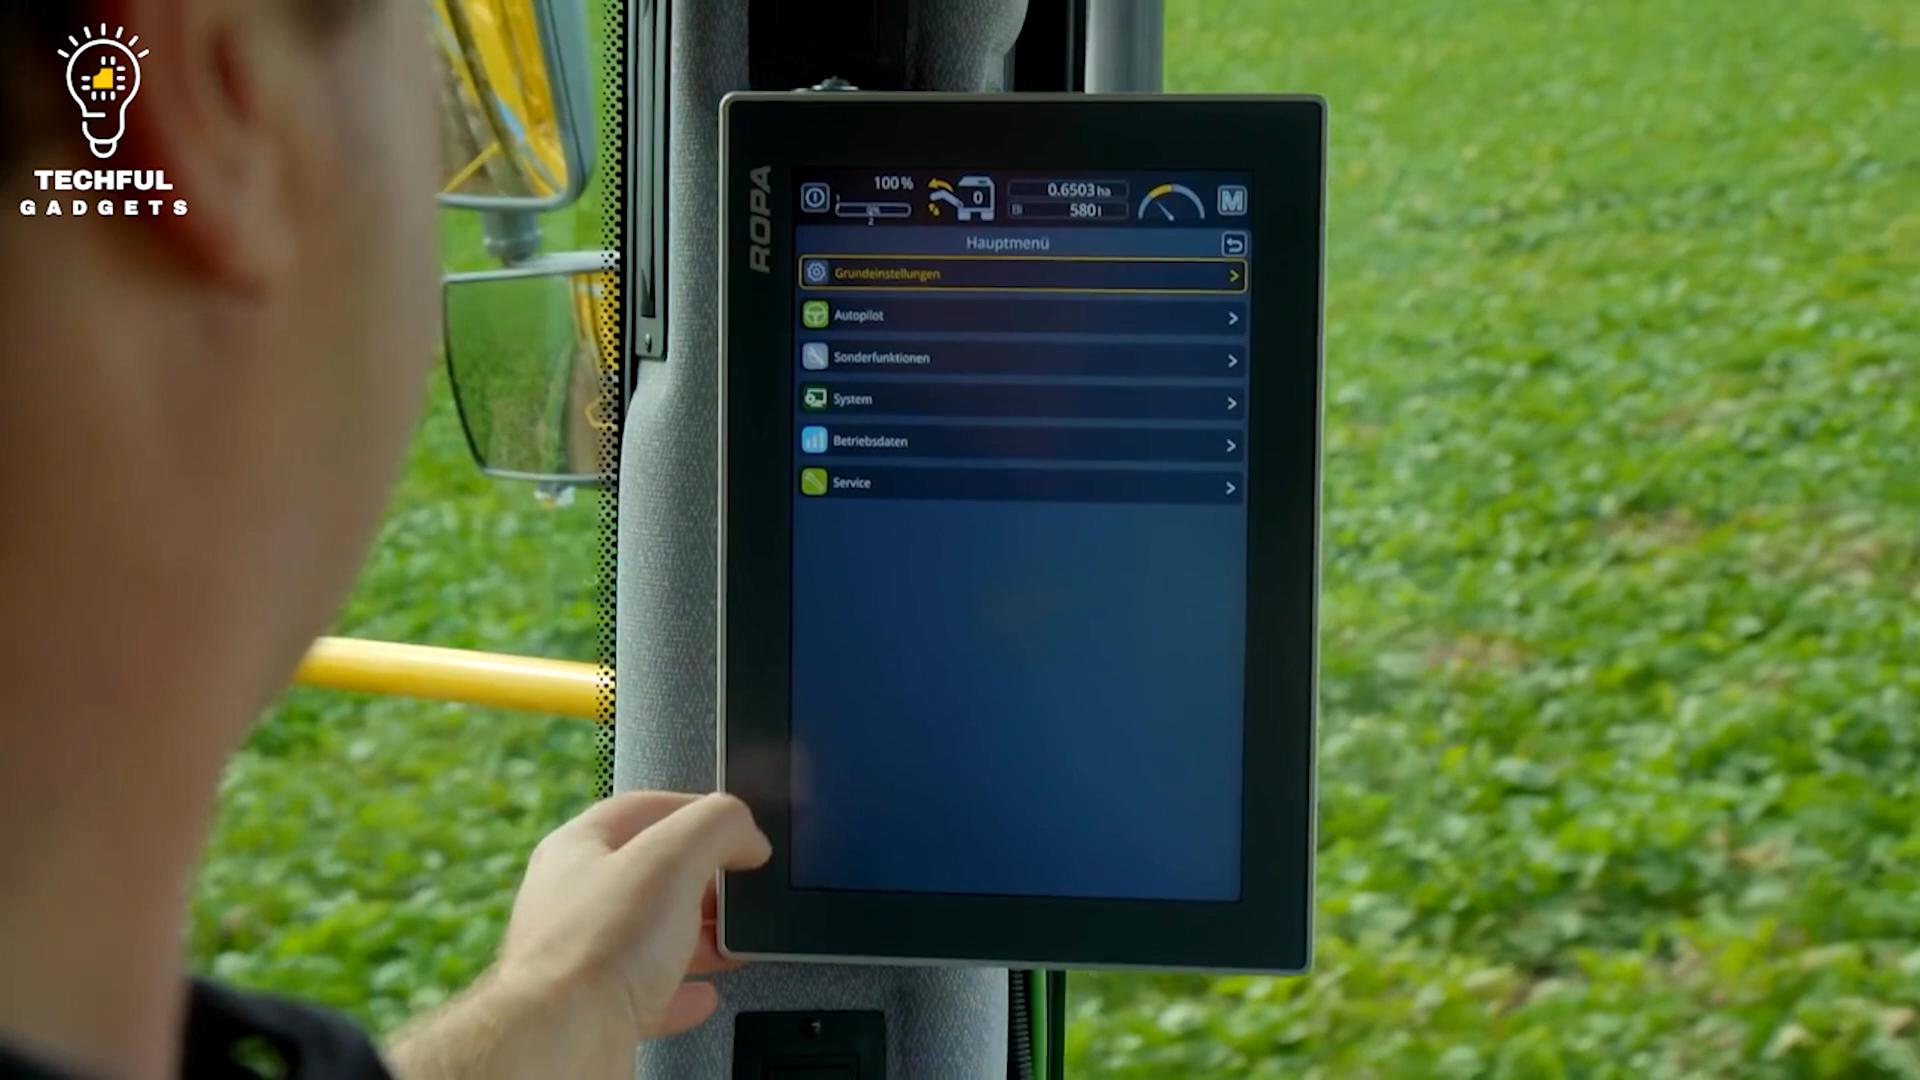 TECHFUL
GADGETS
ROPA
100 %
0
0.6503 ha
580 l
M
Hauptmenü
Grundeinstellungen
Autopilot
Sonderfunktionen
System
Betriebsdaten
Service